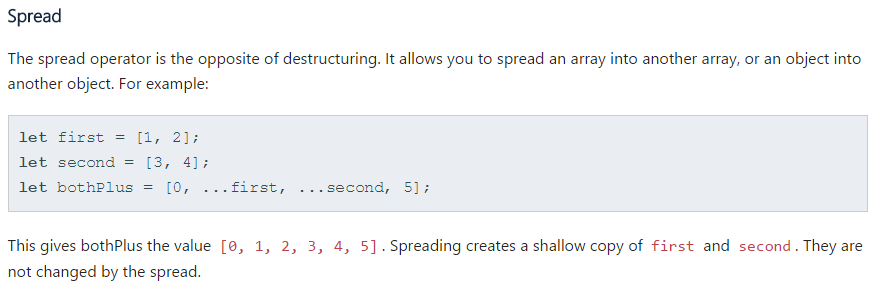 Spread
The spread operator is the opposite of destructuring. It allows you to spread an array into another array, or an object into
another object. For example:
let first = [1, 2];
let second = [3, 4];
let bothPlus = [0, ...first, ...second, 5];
This gives bothPlus the value [0, 1, 2, 3, 4, 5]. Spreading creates a shallow copy of first and second. They are
not changed by the spread.